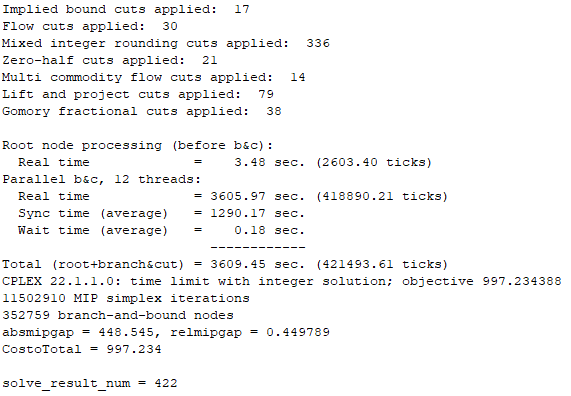 Implied bound cuts applied:  17
Flow cuts applied:  30
Mixed integer rounding cuts applied:  336
Zero-half cuts applied:  21
Multi commodity flow cuts applied:  14
Lift and project cuts applied:  79
Gomory fractional cuts applied:  38

Root node processing (before b&c):
  Real time             =    3.48 sec. (2603.40 ticks)
Parallel b&c, 12 threads:
  Real time             = 3605.97 sec. (418890.21 ticks)
  Sync time (average)   = 1290.17 sec.
  Wait time (average)   =    0.18 sec.
                          ------------
Total (root+branch&cut) = 3609.45 sec. (421493.61 ticks)
CPLEX 22.1.1.0: time limit with integer solution; objective 997.234388
11502910 MIP simplex iterations
352759 branch-and-bound nodes
absmipgap = 448.545, relmipgap = 0.449789
CostoTotal = 997.234

solve_result_num = 422